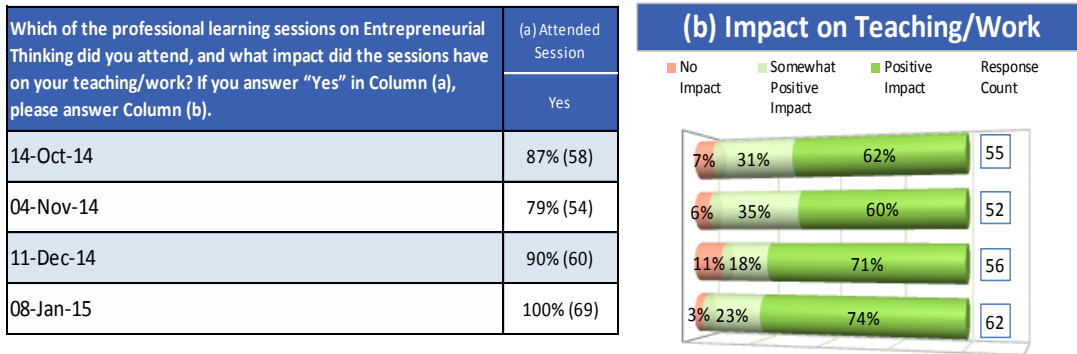 Which of the professional learning sessions on Entrepreneurial
Thinking did you attend, and what impact did the sessions have
on your teaching/work? If you answer “Yes” in Column (a),
please answer Column (b).
(a) Attended
Session
Yes
14-Oct-14 87% (58)
04-Nov-14 79% (54)
11-Dec-14 90% (60)
08-Jan-15 100% (69)
(b) Impact on Teaching/Work
No
Impact
Somewhat
Positive
Impact
Positive
Impact
Response
Count
7% 31% 62% 55
6% 35% 60% 52
11% 18% 71% 56
3% 23% 74% 62